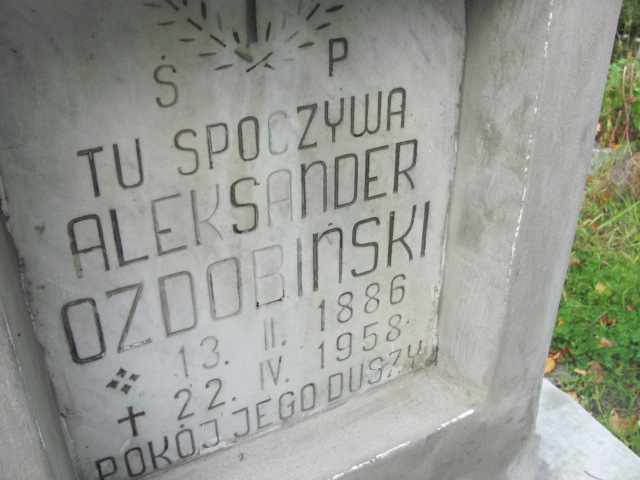 Ś P
TU SPOCZYWA
ALEKSANDER
OZDOBIŃSKI
13. II. 1886
+ 22. IV. 1958.
POKÓJ JEGO DUSZY